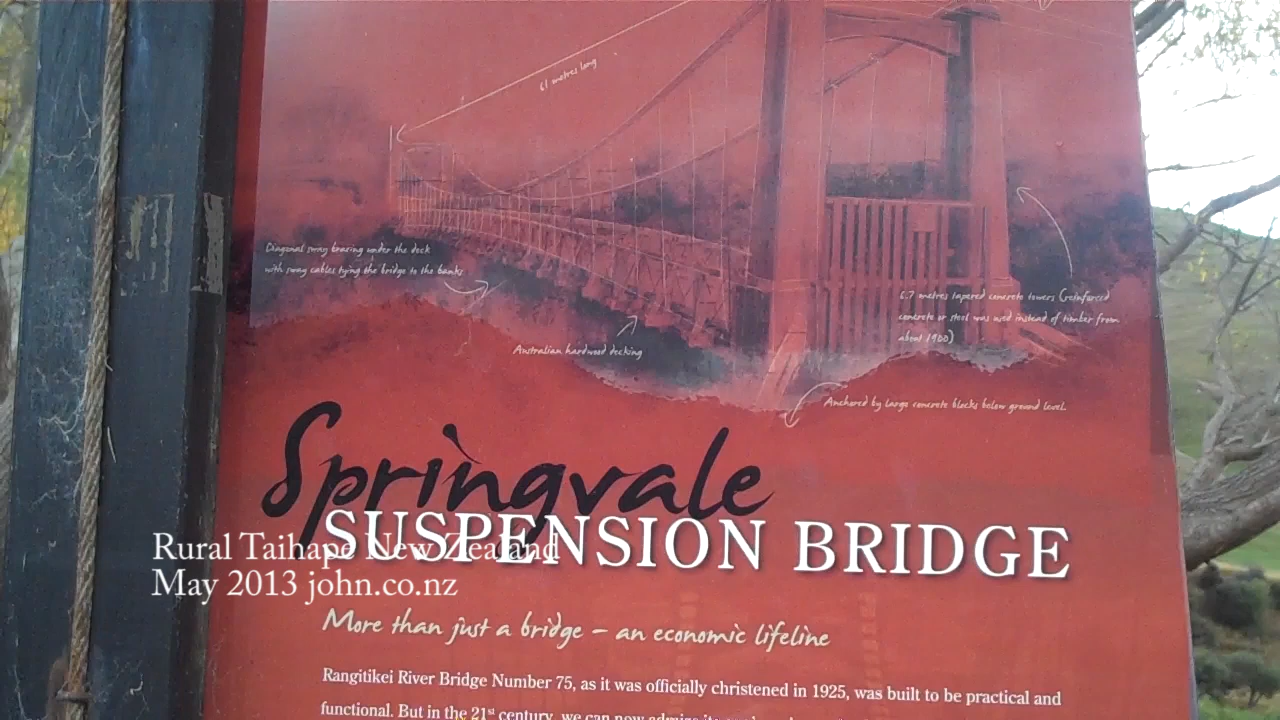 61 metres long
Diagonal sway bracing under the deck
with sway cables tying the bridge to the banks
6.7 metres tapered concrete towers (reinforced
concrete or steel was used instead of timber from
about 1900)
Australian hardwood decking
Anchored by large concrete blocks below ground level.
Springvale
SUSPENSION BRIDGE
Rural Taihape New Zealand
May 2013 john.co.nz
More than just a bridge – an economic lifeline
Rangitikei River Bridge Number 75, as it was officially christened in 1925, was built to be practical and
functional. But in the 21st century, we can now admire its